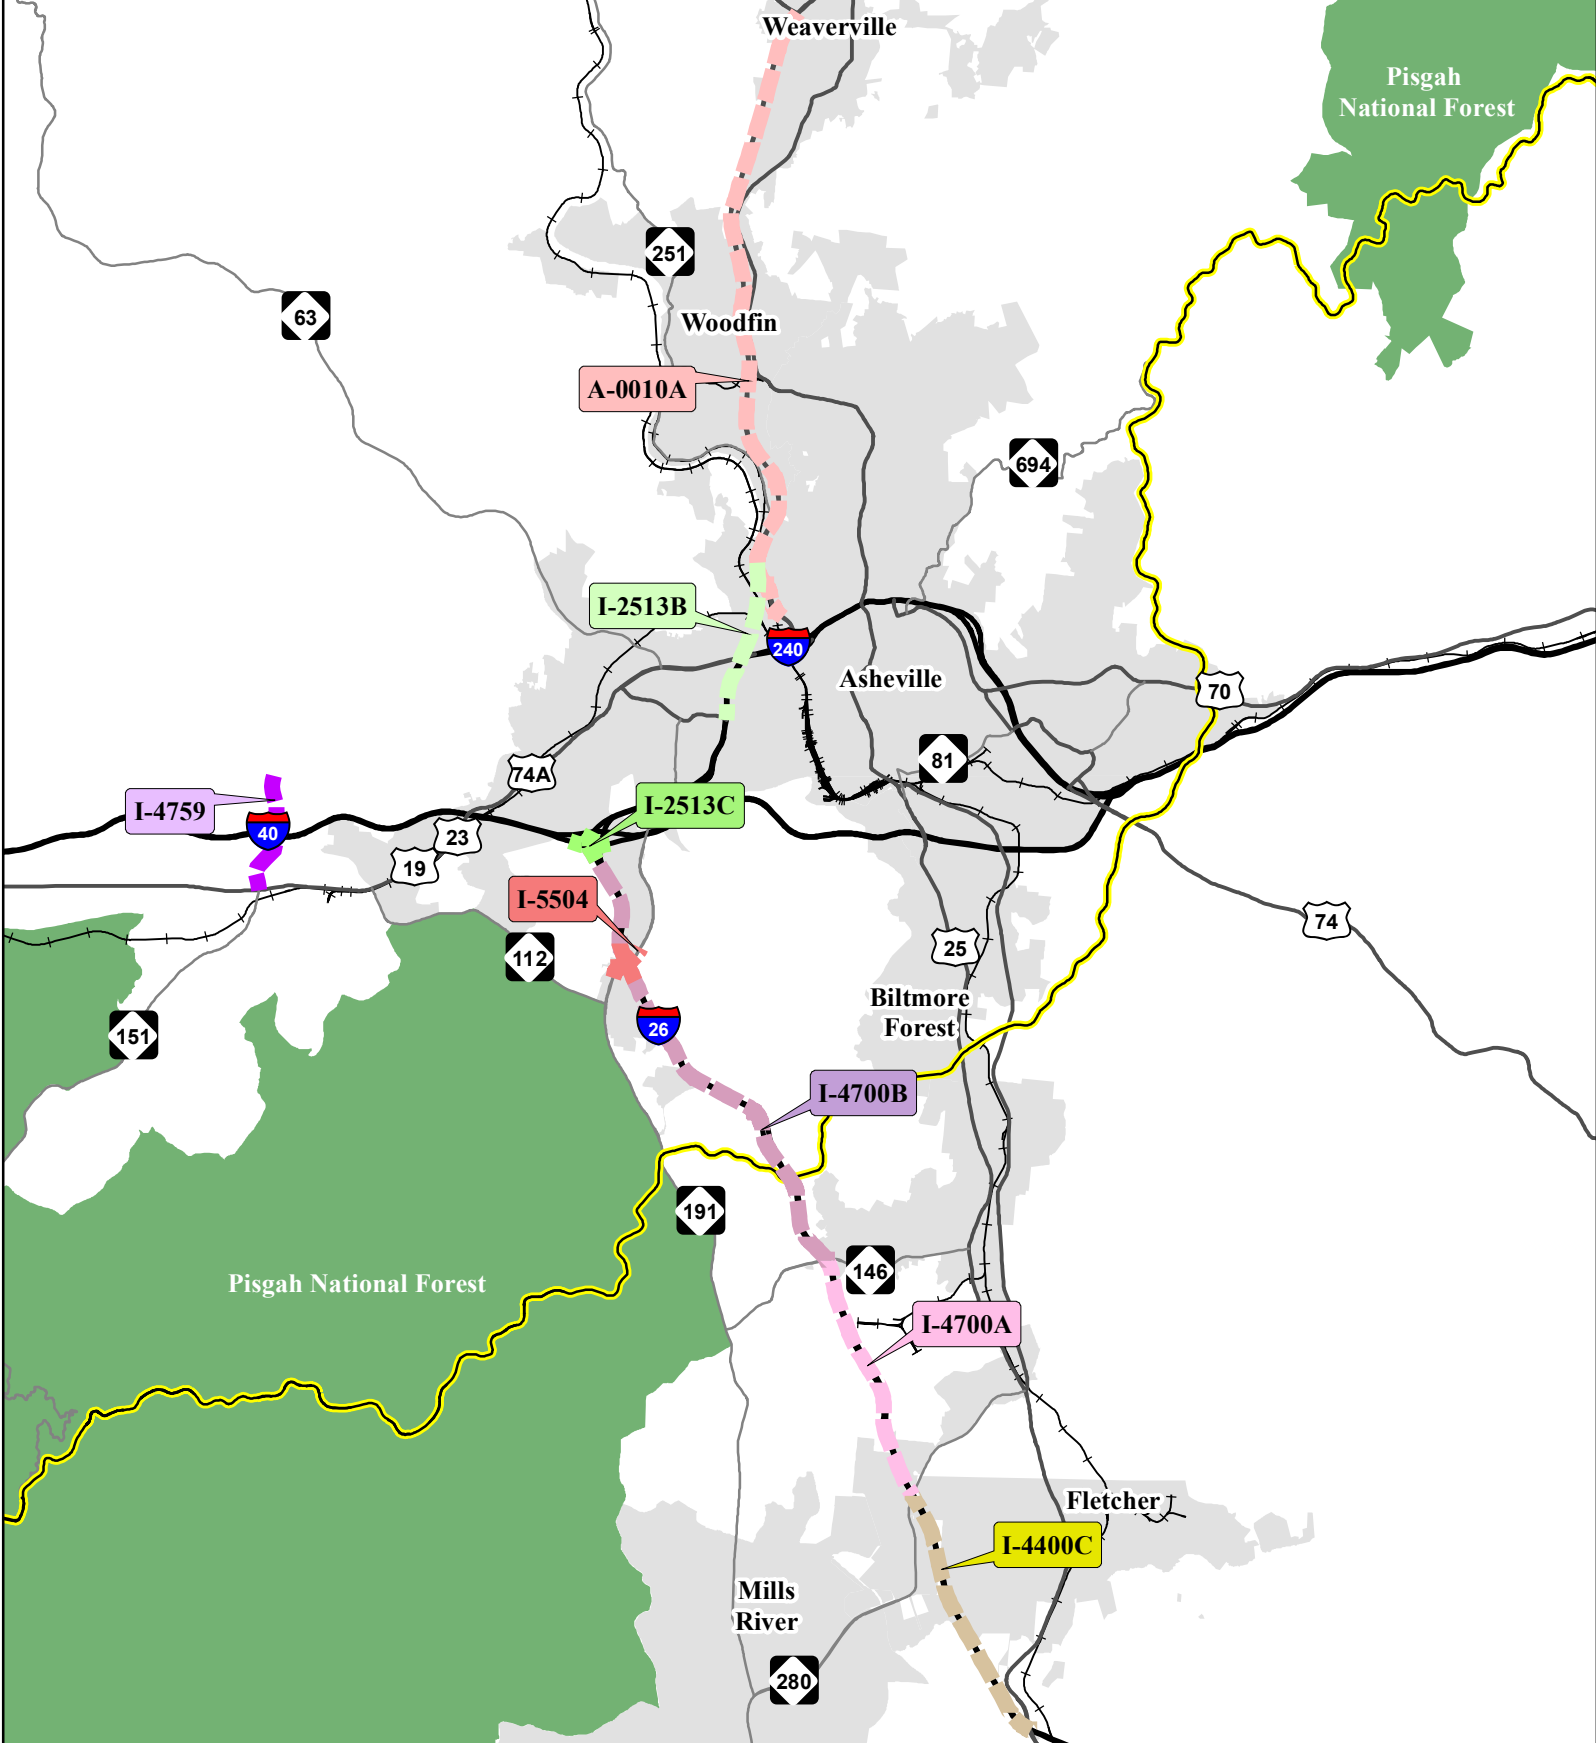 Weaverville
Pisgah
National Forest
251
63
Woodfin
A-0010A
694
I-2513B
240
Asheville
70
81
74A
I-4759
I-2513C
40
23
19
I-5504
74
25
112
Biltmore
Forest
151
26
I-4700B
191
146
Pisgah National Forest
I-4700A
Fletcher
I-4400C
Mills
River
280